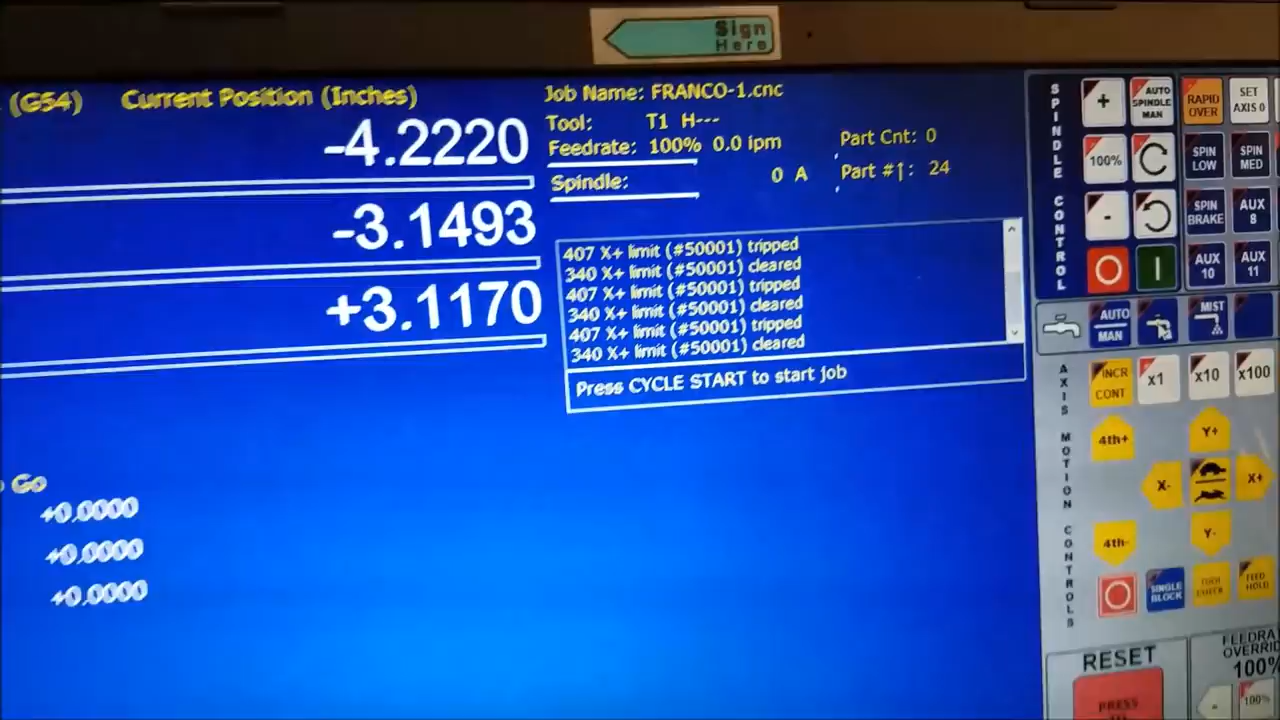 Sign
Here
(G54) Current Position (Inches)
-4.2220
-3.1493
+3.1170
Go
+0.0000
+0.0000
+0.0000
Job Name: FRANCO-1.cnc
Tool: T1 H---
Feedrate: 100% 0.0 ipm
Spindle: 0 A
Part Cnt: 0
Part #↑: 24
407 X+ limit (#50001) tripped
340 X+ limit (#50001) cleared
407 X+ limit (#50001) tripped
340 X+ limit (#50001) cleared
407 X+ limit (#50001) tripped
340 X+ limit (#50001) cleared
Press CYCLE START to start job
SPINDLE CONTROL
+
AUTO
SPINDLE
MAN
RAPID
OVER
SET
AXIS 0
100%
SPIN
LOW
SPIN
MED
-
SPIN
BRAKE
AUX
8
AUX
10
AUX
11
AUTO
MAN
MIST
AXIS MOTION CONTROLS
INCR
CONT
x1
x10
x100
4th+
Y+
X-
X+
4th-
Y-
SINGLE
BLOCK
TOOL
CHECK
FEED
HOLD
RESET
PRESS
100%
-
100%